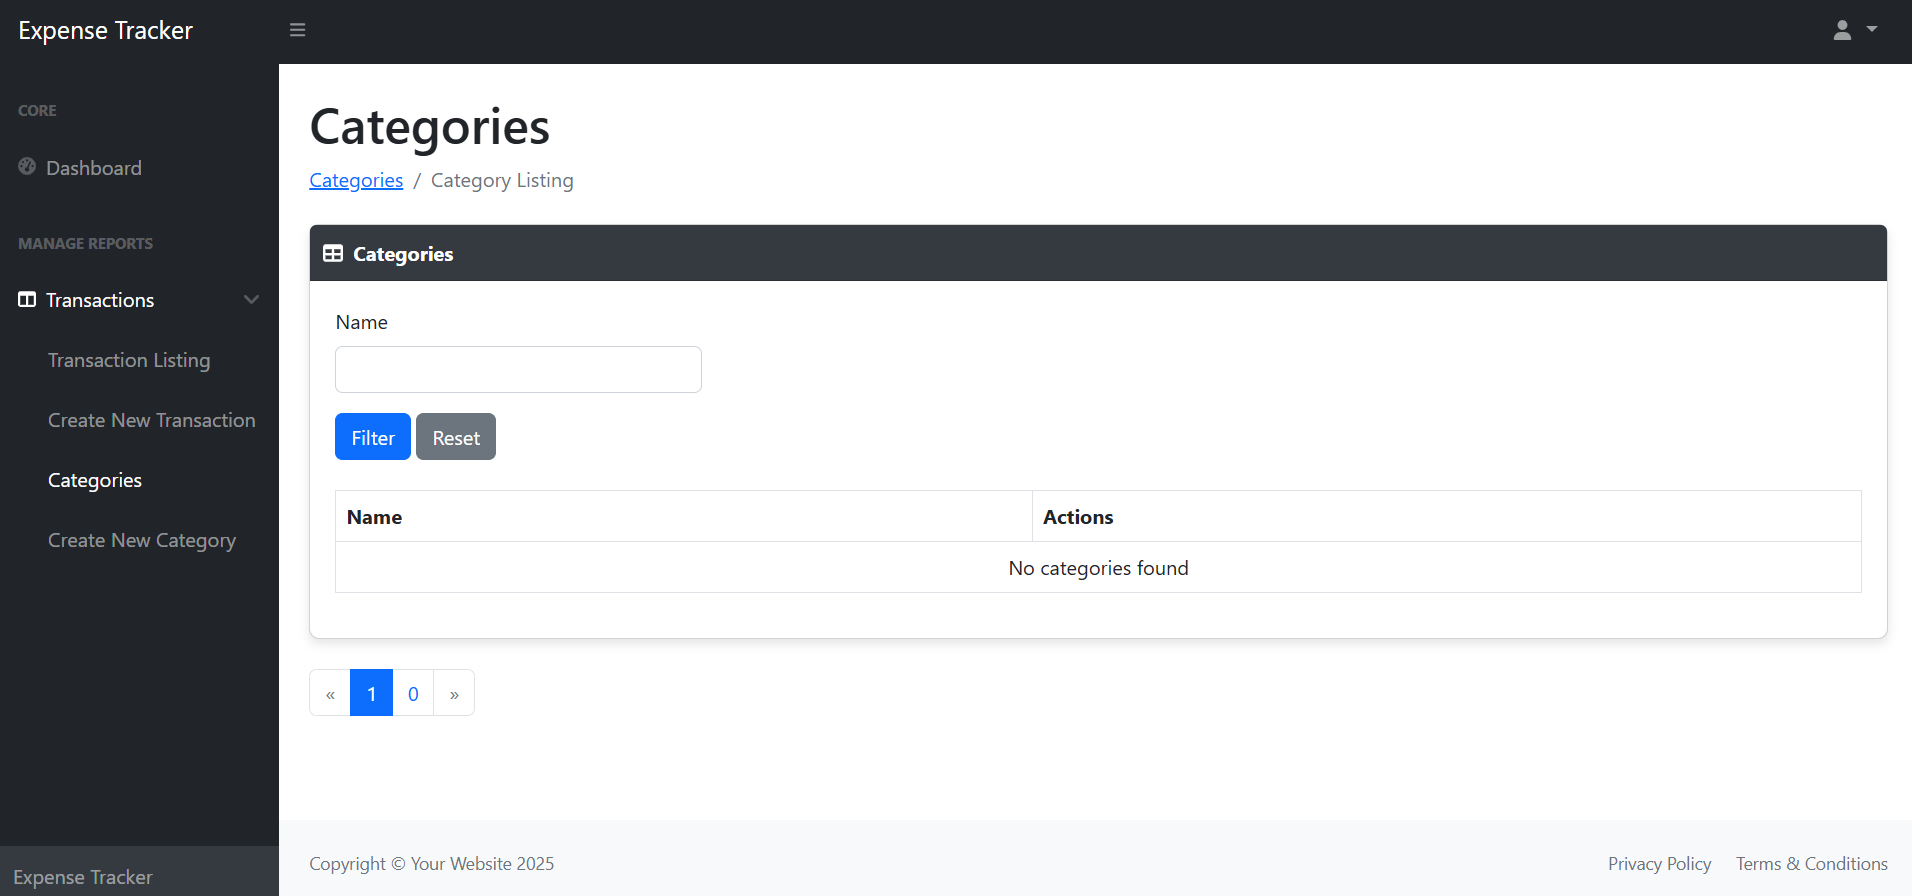 Expense Tracker
CORE
Dashboard
MANAGE REPORTS
Transactions
Transaction Listing
Create New Transaction
Categories
Create New Category
Expense Tracker
Categories
Categories / Category Listing
Categories
Name
Filter Reset
Name Actions
No categories found
« 1 0 »
Copyright © Your Website 2025 Privacy Policy Terms & Conditions